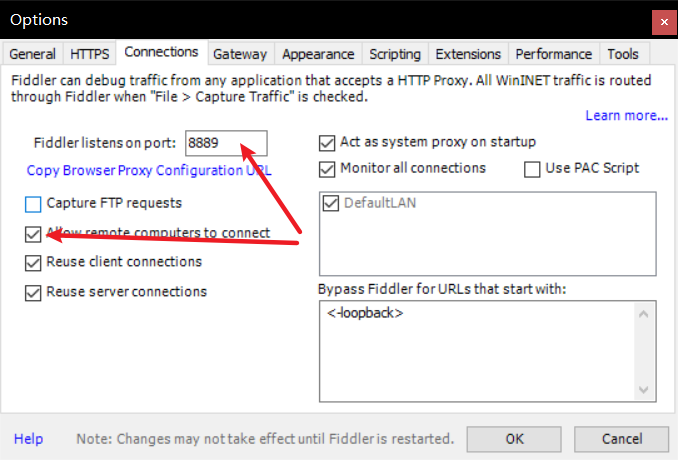 Options
General HTTPS Connections Gateway Appearance Scripting Extensions Performance Tools
Fiddler can debug traffic from any application that accepts a HTTP Proxy. All WinINET traffic is routed
through Fiddler when "File > Capture Traffic" is checked.
Learn more...
Fiddler listens on port: 8889
Copy Browser Proxy Configuration URL
Capture FTP requests
Allow remote computers to connect
Reuse client connections
Reuse server connections
Act as system proxy on startup
Monitor all connections Use PAC Script
DefaultLAN
Bypass Fiddler for URLs that start with:
<-loopback>
Help Note: Changes may not take effect until Fiddler is restarted. OK Cancel